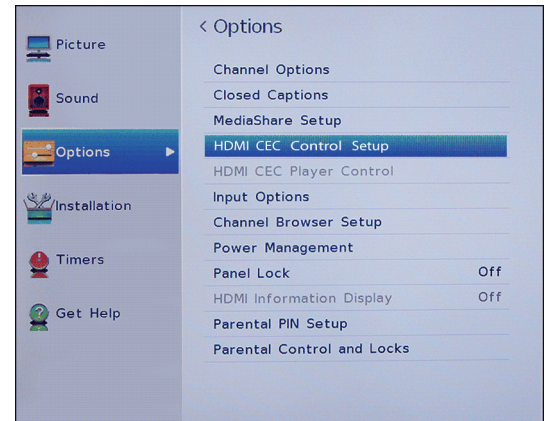 Picture
Sound
Options
Installation
Timers
Get Help
< Options
Channel Options
Closed Captions
MediaShare Setup
HDMI CEC Control Setup
HDMI CEC Player Control
Input Options
Channel Browser Setup
Power Management
Panel Lock Off
HDMI Information Display Off
Parental PIN Setup
Parental Control and Locks